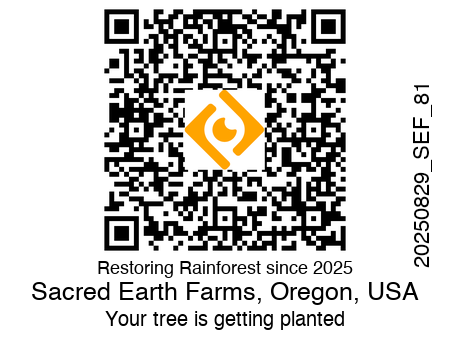 Restoring Rainforest since 2025
Sacred Earth Farms, Oregon, USA
Your tree is getting planted
20250829_SEF_81